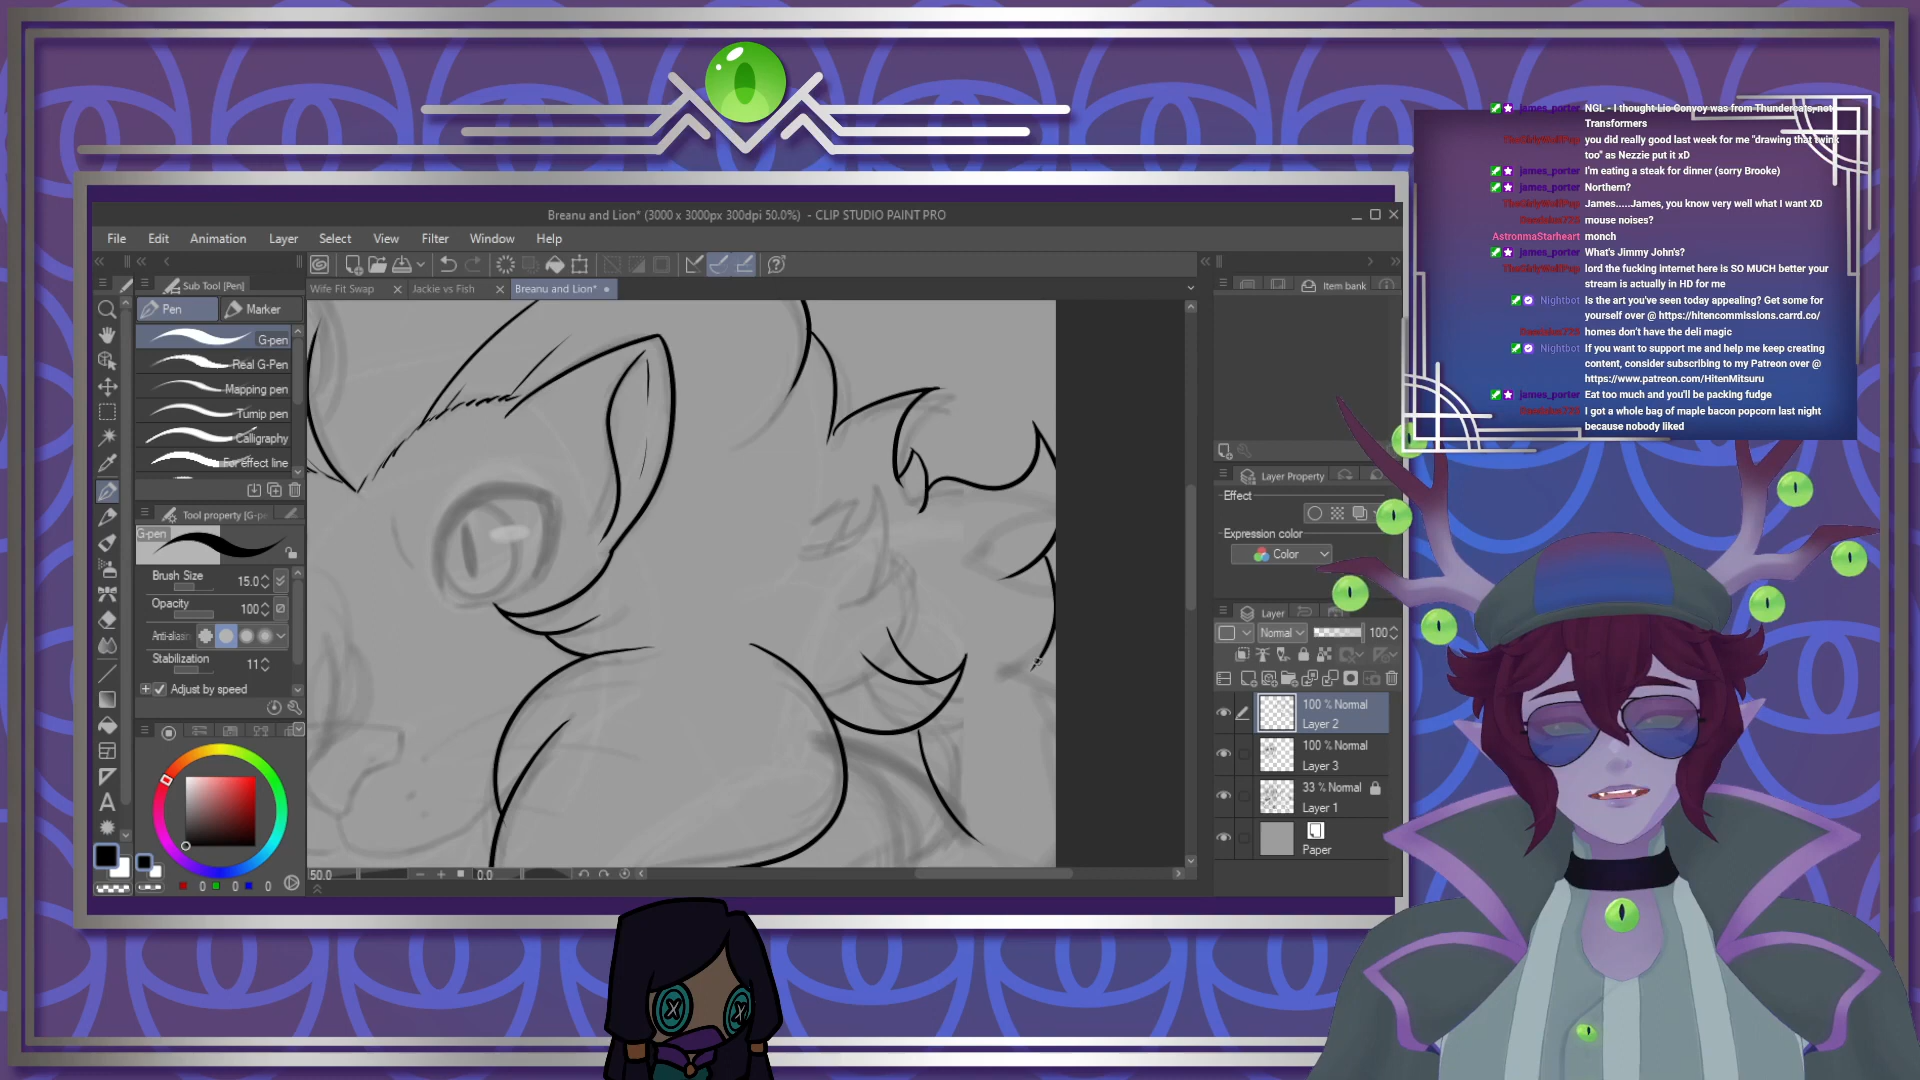 Breanu and Lion* (3000 x 3000px 300dpi 50.0%) - CLIP STUDIO PAINT PRO
File Edit Animation Layer Select View Filter Window Help
Sub Tool [Pen]
Pen
Marker
G-pen
Real G-Pen
Mapping pen
Turnip pen
Calligraphy
For effect line
Tool property [G-pe
G-pen
Brush Size 15.0
Opacity 100
Anti-aliasin
Stabilization 11
Adjust by speed
0 0 0
Wife Fit Swap
Jackie vs Fish
Breanu and Lion*
50.0
0.0
Item bank
Layer Property
Effect
Expression color
Color
Layer
Normal 100
100 % Normal
Layer 2
100 % Normal
Layer 3
33 % Normal
Layer 1
Paper
james_porter NGL - I thought Lio Convoy was from Thundercats, not
Transformers
you did really good last week for me "drawing that twink
too" as Nezzie put it xD
james_porter I'm eating a steak for dinner (sorry Brooke)
james_porter Northern?
James.....James, you know very well what I want XD
mouse noises?
AstronmaStarheart monch
james_porter What's Jimmy John's?
lord the fucking internet here is SO MUCH better your
stream is actually in HD for me
Nightbot Is the art you've seen today appealing? Get some for
yourself over @ https://hitencommissions.carrd.co/
homes don't have the deli magic
Nightbot If you want to support me and help me keep creating
content, consider subscribing to my Patreon over @
https://www.patreon.com/HitenMitsuru
james_porter Eat too much and you'll be packing fudge
I got a whole bag of maple bacon popcorn last night
because nobody liked